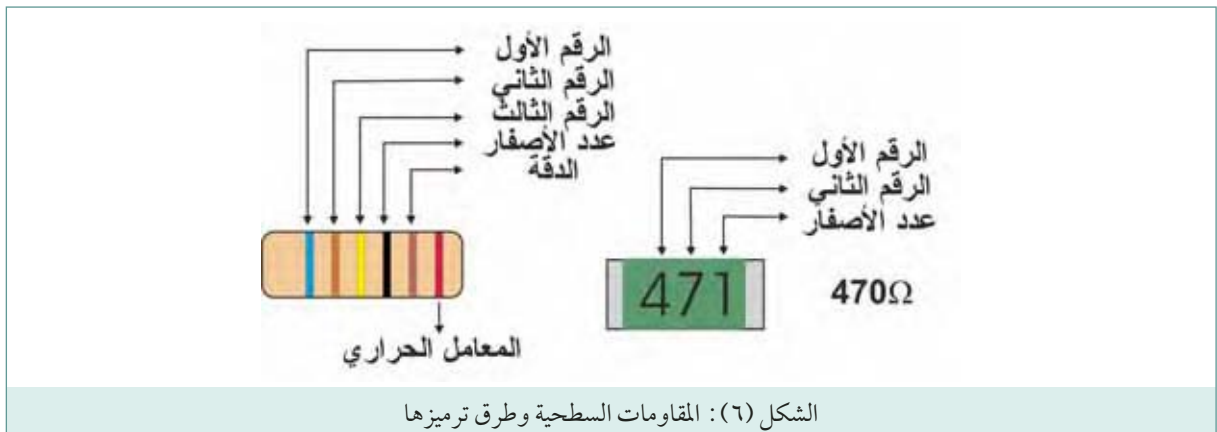 الرقم الأول
الرقم الثاني
الرقم الثالث
عدد الأصفار
الدقة
المعامل الحراري
الرقم الأول
الرقم الثاني
عدد الأصفار
471
470Ω
الشكل (٦): المقاومات السطحية وطرق ترميزها